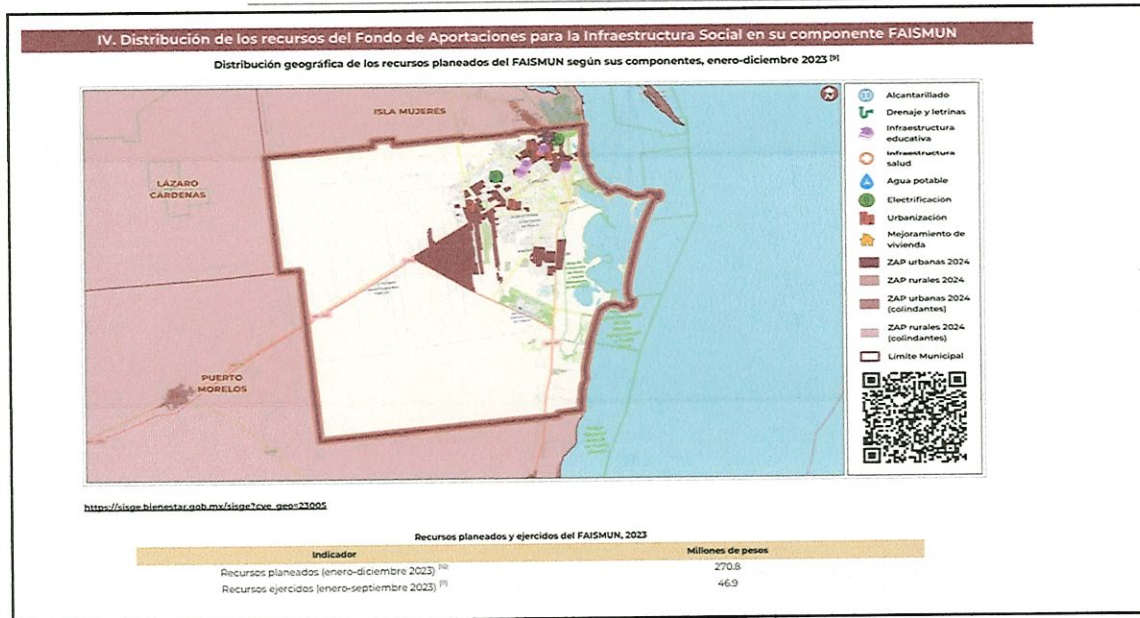 IV. Distribución de los recursos del Fondo de Aportaciones para la Infraestructura Social en su componente FAISMUN
Distribución geográfica de los recursos planeados del FAISMUN según sus componentes, enero-diciembre 2023 [9]
ISLA MUJERES
LÁZARO
CÁRDENAS
PUERTO
MORELOS
Alcantarillado
Drenaje y letrinas
Infraestructura
educativa
Infraestructura
salud
Agua potable
Electrificación
Urbanización
Mejoramiento de
vivienda
ZAP urbanas 2024
ZAP rurales 2024
ZAP urbanas 2024
(colindantes)
ZAP rurales 2024
(colindantes)
Límite Municipal
https://sisge.bienestar.gob.mx/sisge?cve_geo=23005
Recursos planeados y ejercidos del FAISMUN, 2023
Indicador Millones de pesos
Recursos planeados (enero-diciembre 2023) [10] 270.8
Recursos ejercidos (enero-septiembre 2023) [11] 46.9